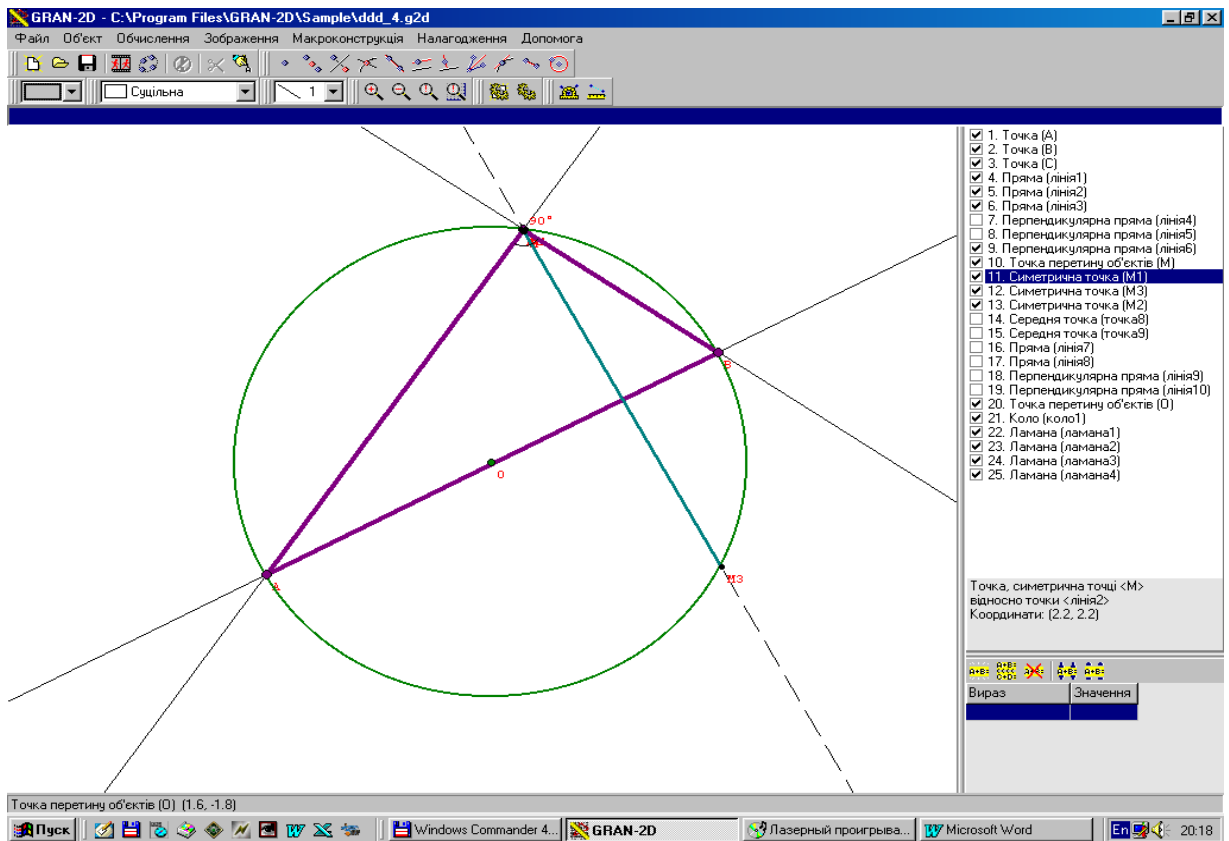 GRAN-2D - C:\Program Files\GRAN-2D\Sample\ddd_4.g2d
Файл Об'єкт Обчислення Зображення Макроконструкція Налагодження Допомога
Суцільна 1
90°
B
O
A
M3
1. Точка (A)
2. Точка (B)
3. Точка (C)
4. Пряма (лінія1)
5. Пряма (лінія2)
6. Пряма (лінія3)
7. Перпендикулярна пряма (лінія4)
8. Перпендикулярна пряма (лінія5)
9. Перпендикулярна пряма (лінія6)
10. Точка перетину об'єктів (M)
11. Симетрична точка (M1)
12. Симетрична точка (M3)
13. Симетрична точка (M2)
14. Середня точка (точка8)
15. Середня точка (точка9)
16. Пряма (лінія7)
17. Пряма (лінія8)
18. Перпендикулярна пряма (лінія9)
19. Перпендикулярна пряма (лінія10)
20. Точка перетину об'єктів (O)
21. Коло (коло1)
22. Ламана (ламана1)
23. Ламана (ламана2)
24. Ламана (ламана3)
25. Ламана (ламана4)
Точка, симетрична точці <M>
відносно точки <лінія2>
Координати: (2.2, 2.2)
Вираз Значення
Точка перетину об'єктів (O) (1.6, -1.8)
Пуск Windows Commander 4... GRAN-2D Лазерный проигрыва... Microsoft Word En 20:18